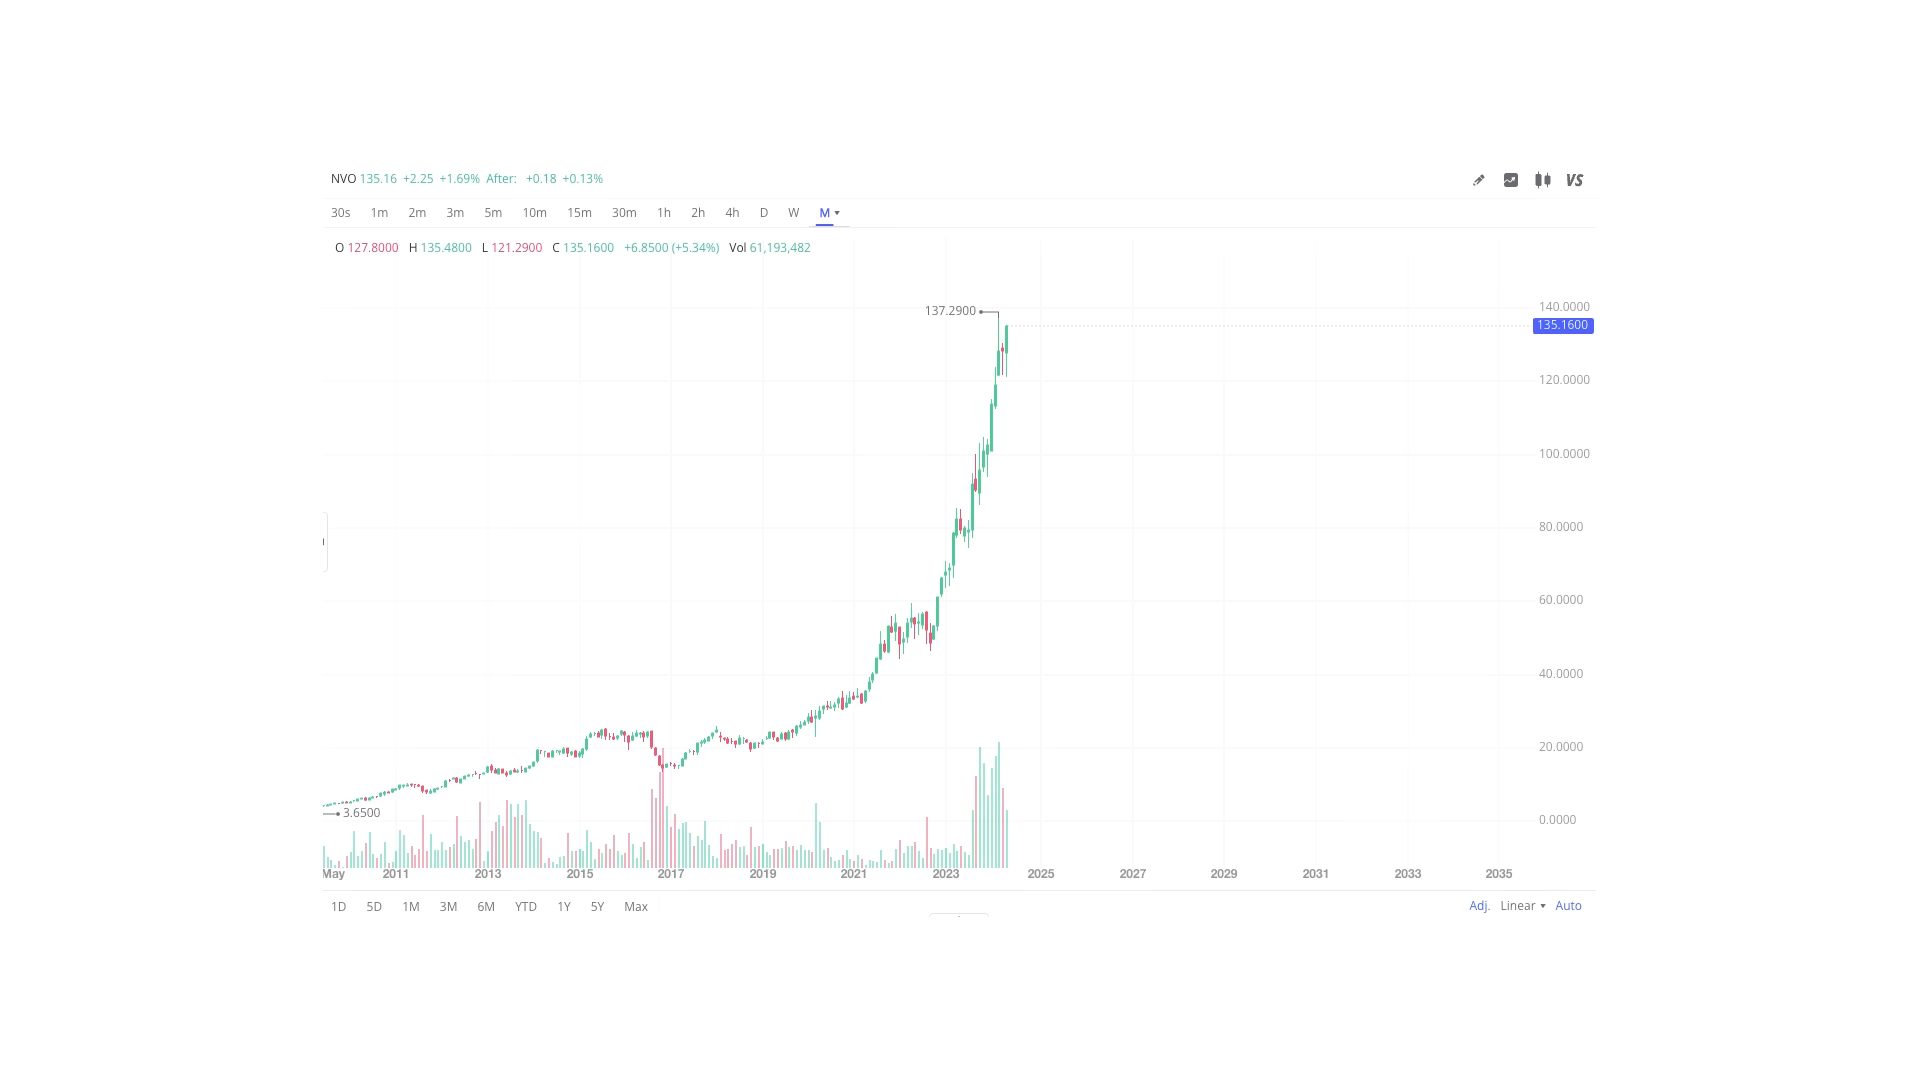 NVO 135.16 +2.25 +1.69% After: +0.18 +0.13%
VS
30s 1m 2m 3m 5m 10m 15m 30m 1h 2h 4h D W M
O 127.8000 H 135.4800 L 121.2900 C 135.1600 +6.8500 (+5.34%) Vol 61,193,482
137.2900
140.0000
135.1600
120.0000
100.0000
80.0000
60.0000
40.0000
20.0000
3.6500
0.0000
May 2011 2013 2015 2017 2019 2021 2023 2025 2027 2029 2031 2033 2035
1D 5D 1M 3M 6M YTD 1Y 5Y Max
Adj. Linear Auto